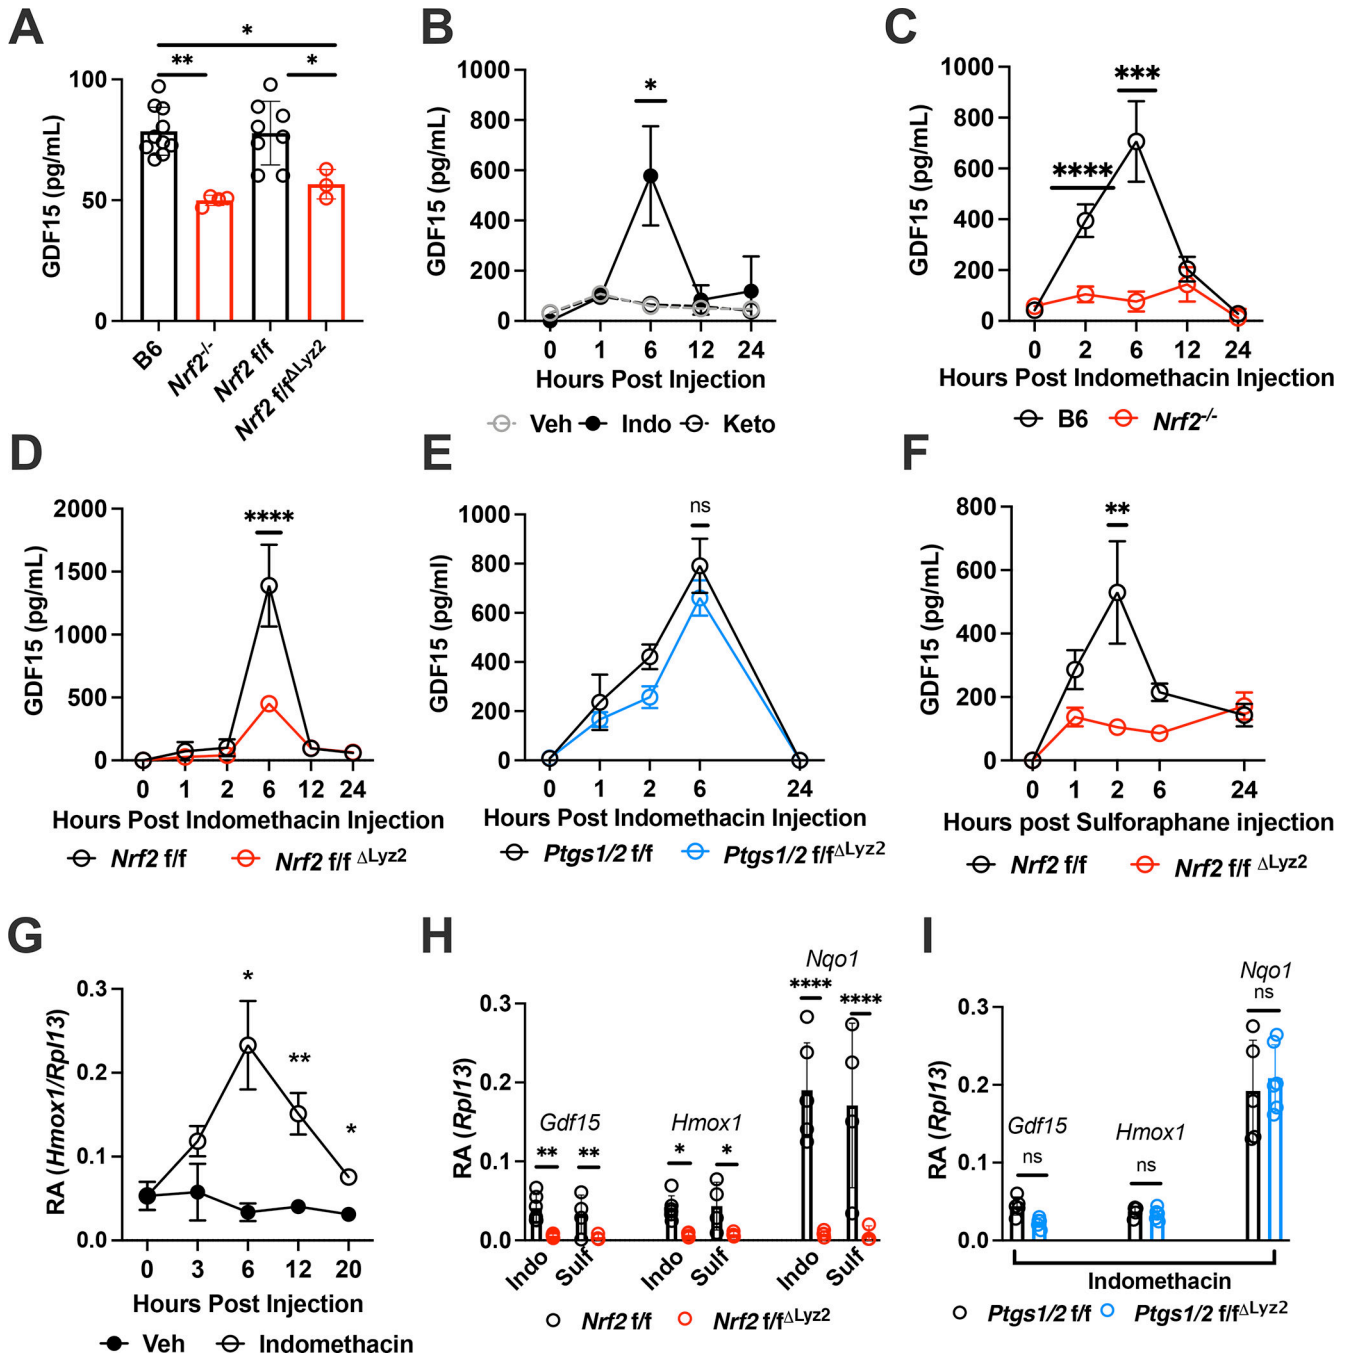 A
*
**
*
100
50
0
GDF15 (pg/mL)
B6
Nrf2-/-
Nrf2 f/f
Nrf2 f/fΔLyz2
B
1000
800
600
400
200
0
GDF15 (pg/mL)
*
0 1 6 12 24
Hours Post Injection
Veh Indo Keto
C
1000
800
600
400
200
0
GDF15 (pg/mL)
***
****
0 2 6 12 24
Hours Post Indomethacin Injection
B6 Nrf2-/-
D
2000
1500
1000
500
0
GDF15 (pg/mL)
****
0 1 2 6 12 24
Hours Post Indomethacin Injection
Nrf2 f/f Nrf2 f/f ΔLyz2
E
1000
800
600
400
200
0
GDF15 (pg/ml)
ns
0 1 2 6 24
Hours Post Indomethacin Injection
Ptgs1/2 f/f Ptgs1/2 f/fΔLyz2
F
800
600
400
200
0
GDF15 (pg/mL)
**
0 1 2 6 24
Hours post Sulforaphane injection
Nrf2 f/f Nrf2 f/f ΔLyz2
G
0.3
0.2
0.1
0.0
RA (Hmox1/Rpl13)
*
**
*
0 3 6 12 20
Hours Post Injection
Veh Indomethacin
H
0.3
0.2
0.1
0.0
RA (Rpl13)
Nqo1
**** ****
Gdf15 Hmox1
** ** * *
Indo Sulf Indo Sulf Indo Sulf
Nrf2 f/f Nrf2 f/fΔLyz2
I
0.3
0.2
0.1
0.0
RA (Rpl13)
Nqo1
ns
Gdf15 Hmox1
ns ns
Indomethacin
Ptgs1/2 f/f Ptgs1/2 f/fΔLyz2